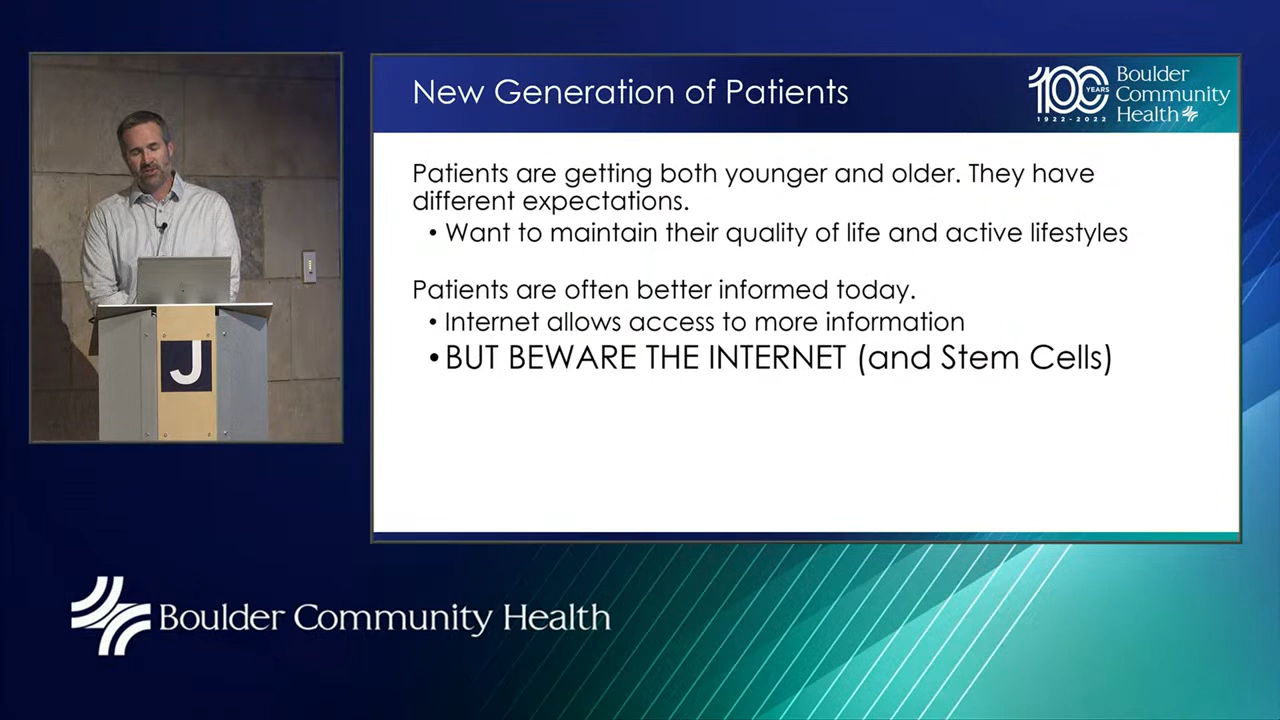 New Generation of Patients
100
YEARS
1922-2022
Boulder
Community
Health
Patients are getting both younger and older. They have
different expectations.
• Want to maintain their quality of life and active lifestyles
Patients are often better informed today.
• Internet allows access to more information
• BUT BEWARE THE INTERNET (and Stem Cells)
J
Boulder Community Health